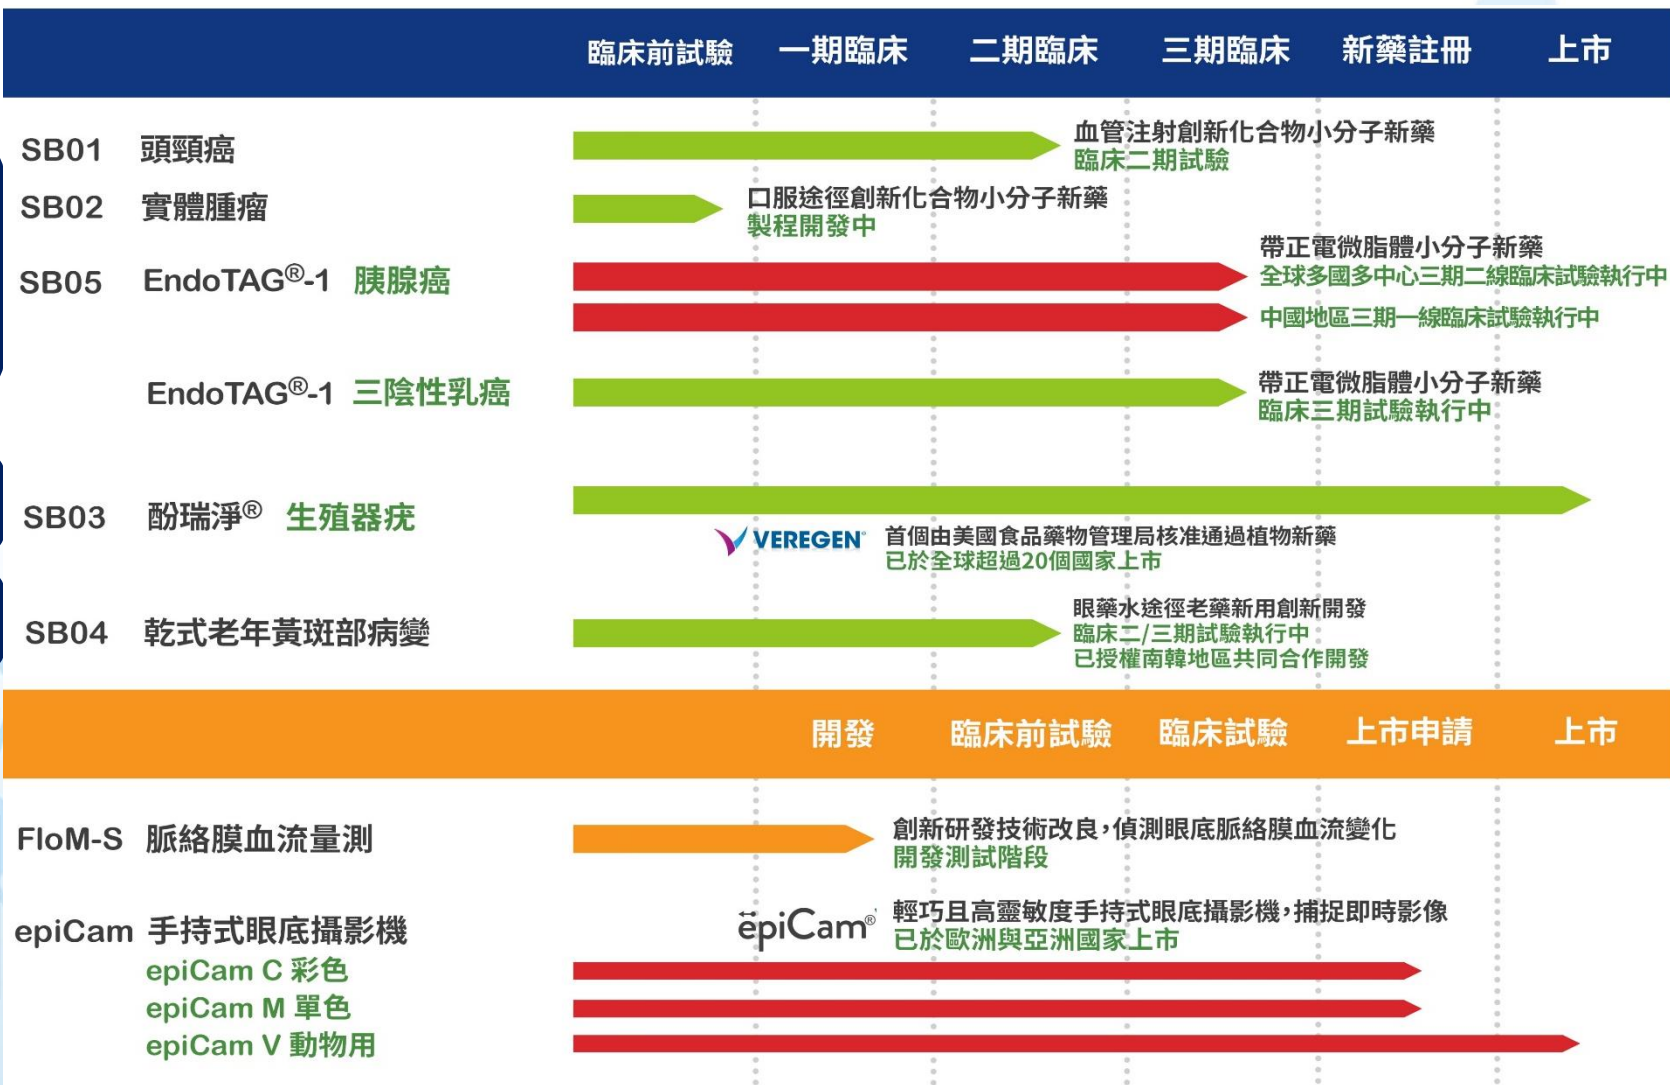 臨床前試驗 一期臨床 二期臨床 三期臨床 新藥註冊 上市
SB01 頭頸癌
血管注射創新化合物小分子新藥
臨床二期試驗
SB02 實體腫瘤
口服途徑創新化合物小分子新藥
製程開發中
SB05 EndoTAG®-1 胰腺癌
帶正電微脂體小分子新藥
全球多國多中心三期二線臨床試驗執行中
中國地區三期一線臨床試驗執行中
EndoTAG®-1 三陰性乳癌
帶正電微脂體小分子新藥
臨床三期試驗執行中
SB03 酚瑞淨® 生殖器疣
VEREGEN®
首個由美國食品藥物管理局核准通過植物新藥
已於全球超過20個國家上市
SB04 乾式老年黃斑部病變
眼藥水途徑老藥新用創新開發
臨床二/三期試驗執行中
已授權南韓地區共同合作開發
開發 臨床前試驗 臨床試驗 上市申請 上市
FloM-S 脈絡膜血流量測
創新研發技術改良,偵測眼底脈絡膜血流變化
開發測試階段
epiCam 手持式眼底攝影機
epiCam®
輕巧且高靈敏度手持式眼底攝影機,捕捉即時影像
已於歐洲與亞洲國家上市
epiCam C 彩色
epiCam M 單色
epiCam V 動物用